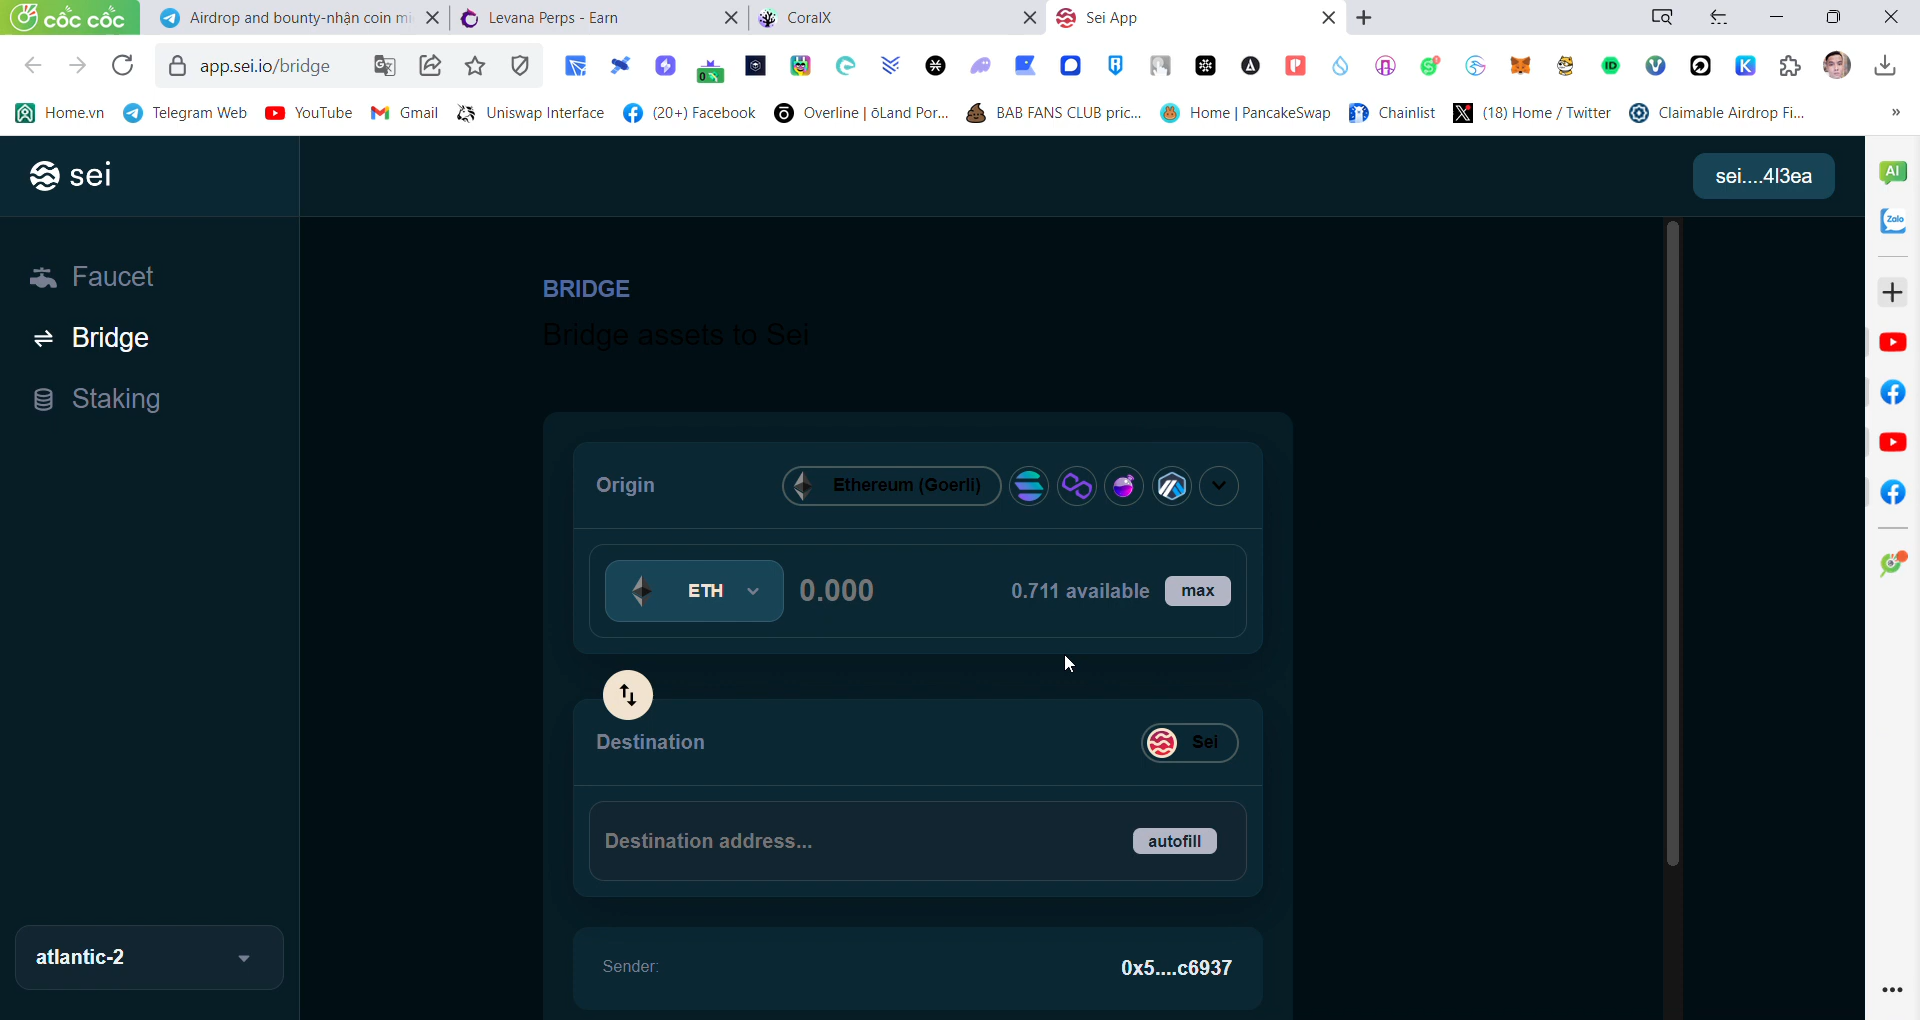 cốc cốc
Airdrop and bounty-nhận coin mi
Levana Perps - Earn
CoralX
Sei App
app.sei.io/bridge
Home.vn
Telegram Web
YouTube
Gmail
Uniswap Interface
(20+) Facebook
Overline | ōLand Por...
BAB FANS CLUB pric...
Home | PancakeSwap
Chainlist
(18) Home / Twitter
Claimable Airdrop Fi...
»
sei
sei....4l3ea
AI
Zalo
Faucet
Bridge
Staking
BRIDGE
Bridge assets to Sei
Origin
Ethereum (Goerli)
ETH
0.000
0.711 available
max
Destination
Sei
Destination address...
autofill
Sender:
0x5....c6937
atlantic-2